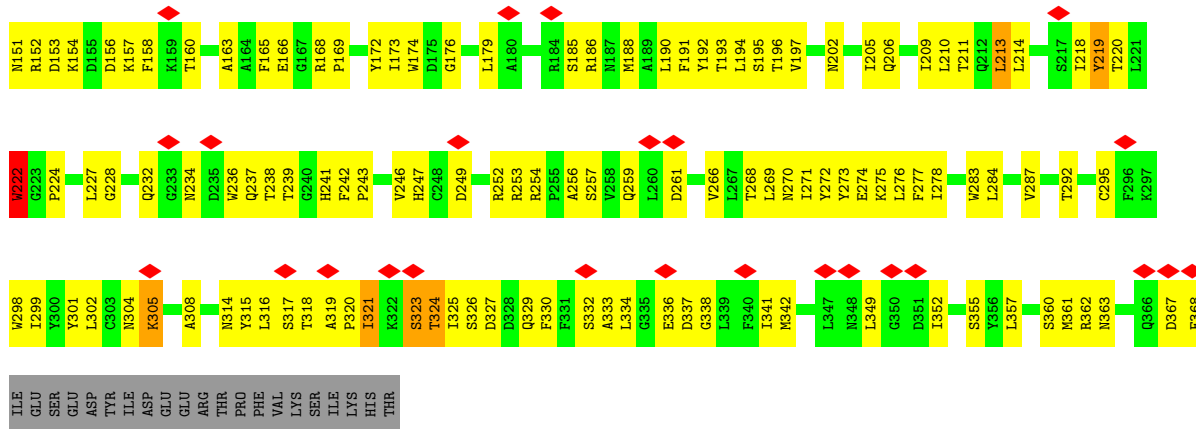 N151 R152 D153 K154 D155 D156 K157 F158 K159 T160 A163 A164 F165 E166 G167 R168 P169 Y172 I173 W174 D175 G176 L179 A180 R184 S185 R186 N187 M188 A189 L190 F191 Y192 T193 L194 S195 T196 V197 N202 I205 Q206 I209 L210 T211 Q212 L213 L214 S217 I218 Y219 T220 L221
W222 G223 P224 L227 G228 Q232 G233 N234 D235 W236 Q237 T238 T239 G240 H241 F242 P243 V246 H247 C248 D249 R252 R253 R254 P255 A256 S257 V258 Q259 L260 D261 V266 L267 T268 L269 N270 I271 Y272 Y273 E274 K275 L276 F277 I278 W283 L284 V287 T292 C295 F296 K297
W298 I299 Y300 Y301 L302 C303 N304 K305 A308 N314 Y315 L316 S317 T318 A319 P320 I321 K322 S323 T324 I325 S326 D327 D328 Q329 F330 F331 S332 A333 L334 G335 E336 D337 G338 L339 F340 I341 M342 L347 N348 L349 G350 D351 I352 S355 Y356 L357 S360 M361 R362 N363 Q366 D367 E368
ILE GLU SER GLU ASP TYR ILE ASP GLU GLU ARG THR PRO PHE VAL LYS SER ILE LYS HIS THR